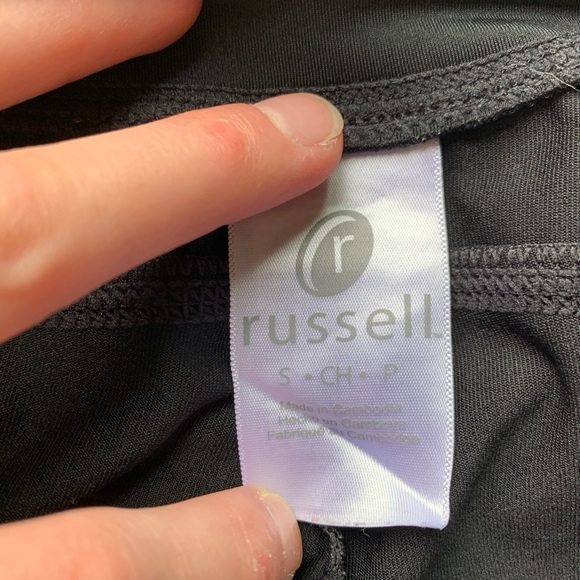 r
russell
S • CH • P
Made in Cambodia
Hecho en Camboya
Fabriqué au Cambodge